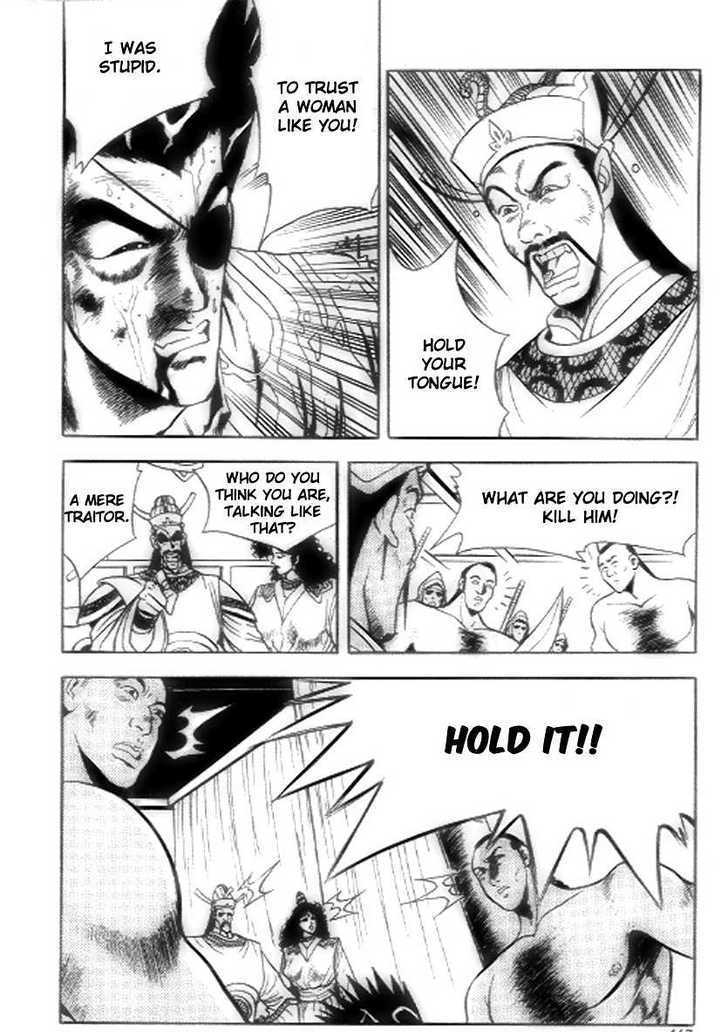 I WAS
STUPID.
TO TRUST
A WOMAN
LIKE YOU!
HOLD
YOUR
TONGUE!
A MERE
TRAITOR.
WHO DO YOU
THINK YOU ARE,
TALKING LIKE
THAT?
WHAT ARE YOU DOING?!
KILL HIM!
HOLD IT!!